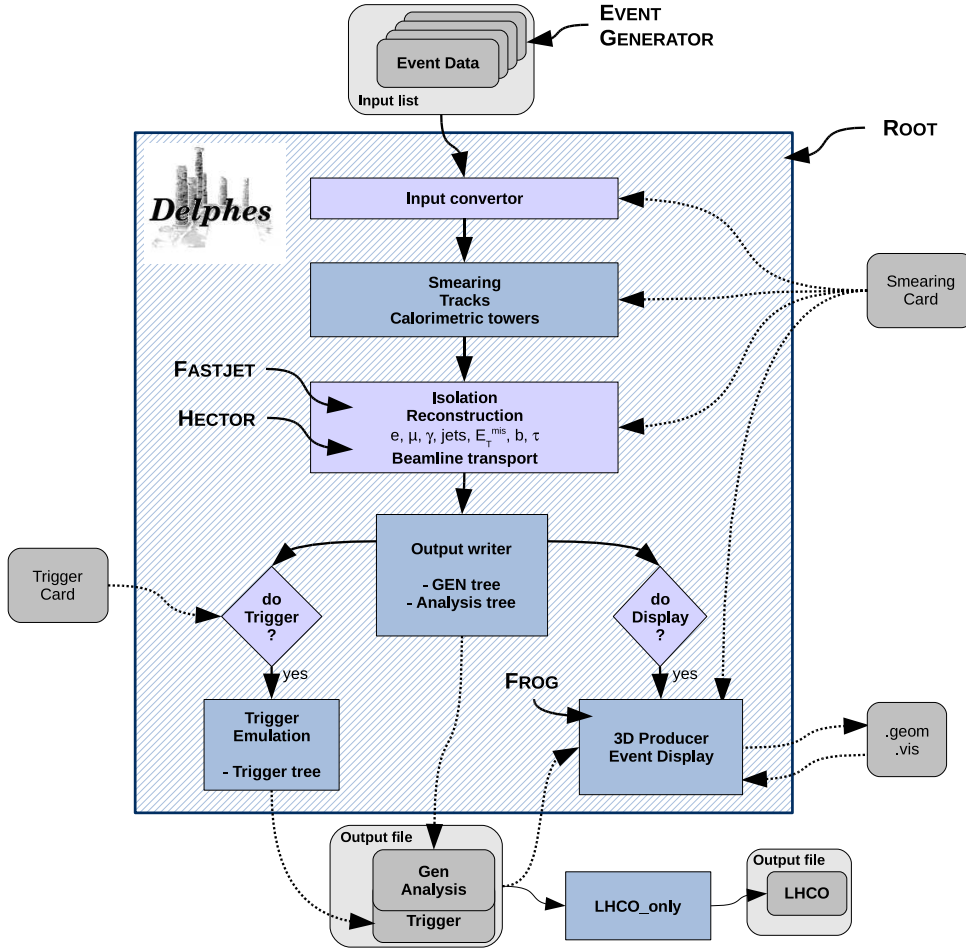 EVENT
GENERATOR
Event Data
Input list
ROOT
Delphes
Input convertor
Smearing
Tracks
Calorimetric towers
Smearing
Card
FASTJET
HECTOR
Isolation
Reconstruction
e, μ, γ, jets, E_T^mis, b, τ
Beamline transport
Output writer
- GEN tree
- Analysis tree
Trigger
Card
do
Trigger
?
do
Display
?
yes
yes
FROG
Trigger
Emulation
- Trigger tree
3D Producer
Event Display
.geom
.vis
Output file
Gen
Analysis
Trigger
LHCO_only
Output file
LHCO